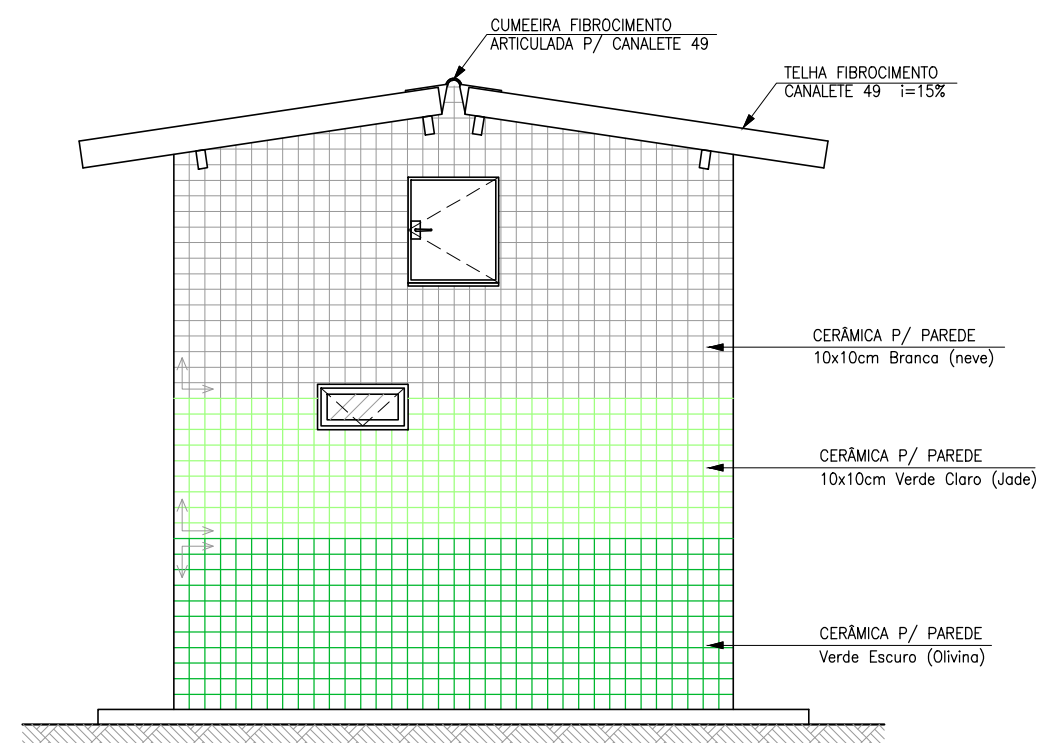 CUMEEIRA FIBROCIMENTO
ARTICULADA P/ CANALETE 49
TELHA FIBROCIMENTO
CANALETE 49 i=15%
CERÂMICA P/ PAREDE
10x10cm Branca (neve)
CERÂMICA P/ PAREDE
10x10cm Verde Claro (Jade)
CERÂMICA P/ PAREDE
Verde Escuro (Olivina)